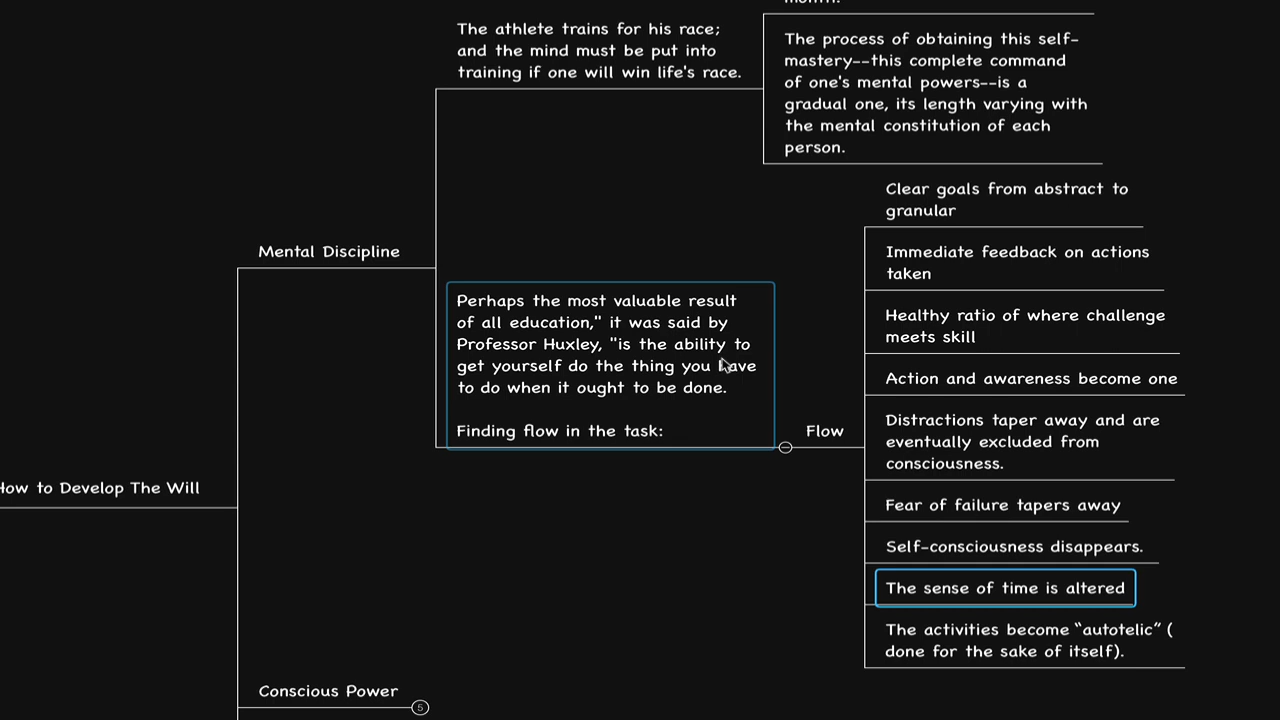 month.
The athlete trains for his race;
and the mind must be put into
training if one will win life's race.
The process of obtaining this self-
mastery--this complete command
of one's mental powers--is a
gradual one, its length varying with
the mental constitution of each
person.
Clear goals from abstract to
granular
Mental Discipline
Immediate feedback on actions
taken
Perhaps the most valuable result
of all education," it was said by
Professor Huxley, "is the ability to
get yourself do the thing you have
to do when it ought to be done.
Finding flow in the task:
Healthy ratio of where challenge
meets skill
Action and awareness become one
Flow
Distractions taper away and are
eventually excluded from
consciousness.
How to Develop The Will
Fear of failure tapers away
Self-consciousness disappears.
The sense of time is altered
The activities become “autotelic” (
done for the sake of itself).
Conscious Power
5